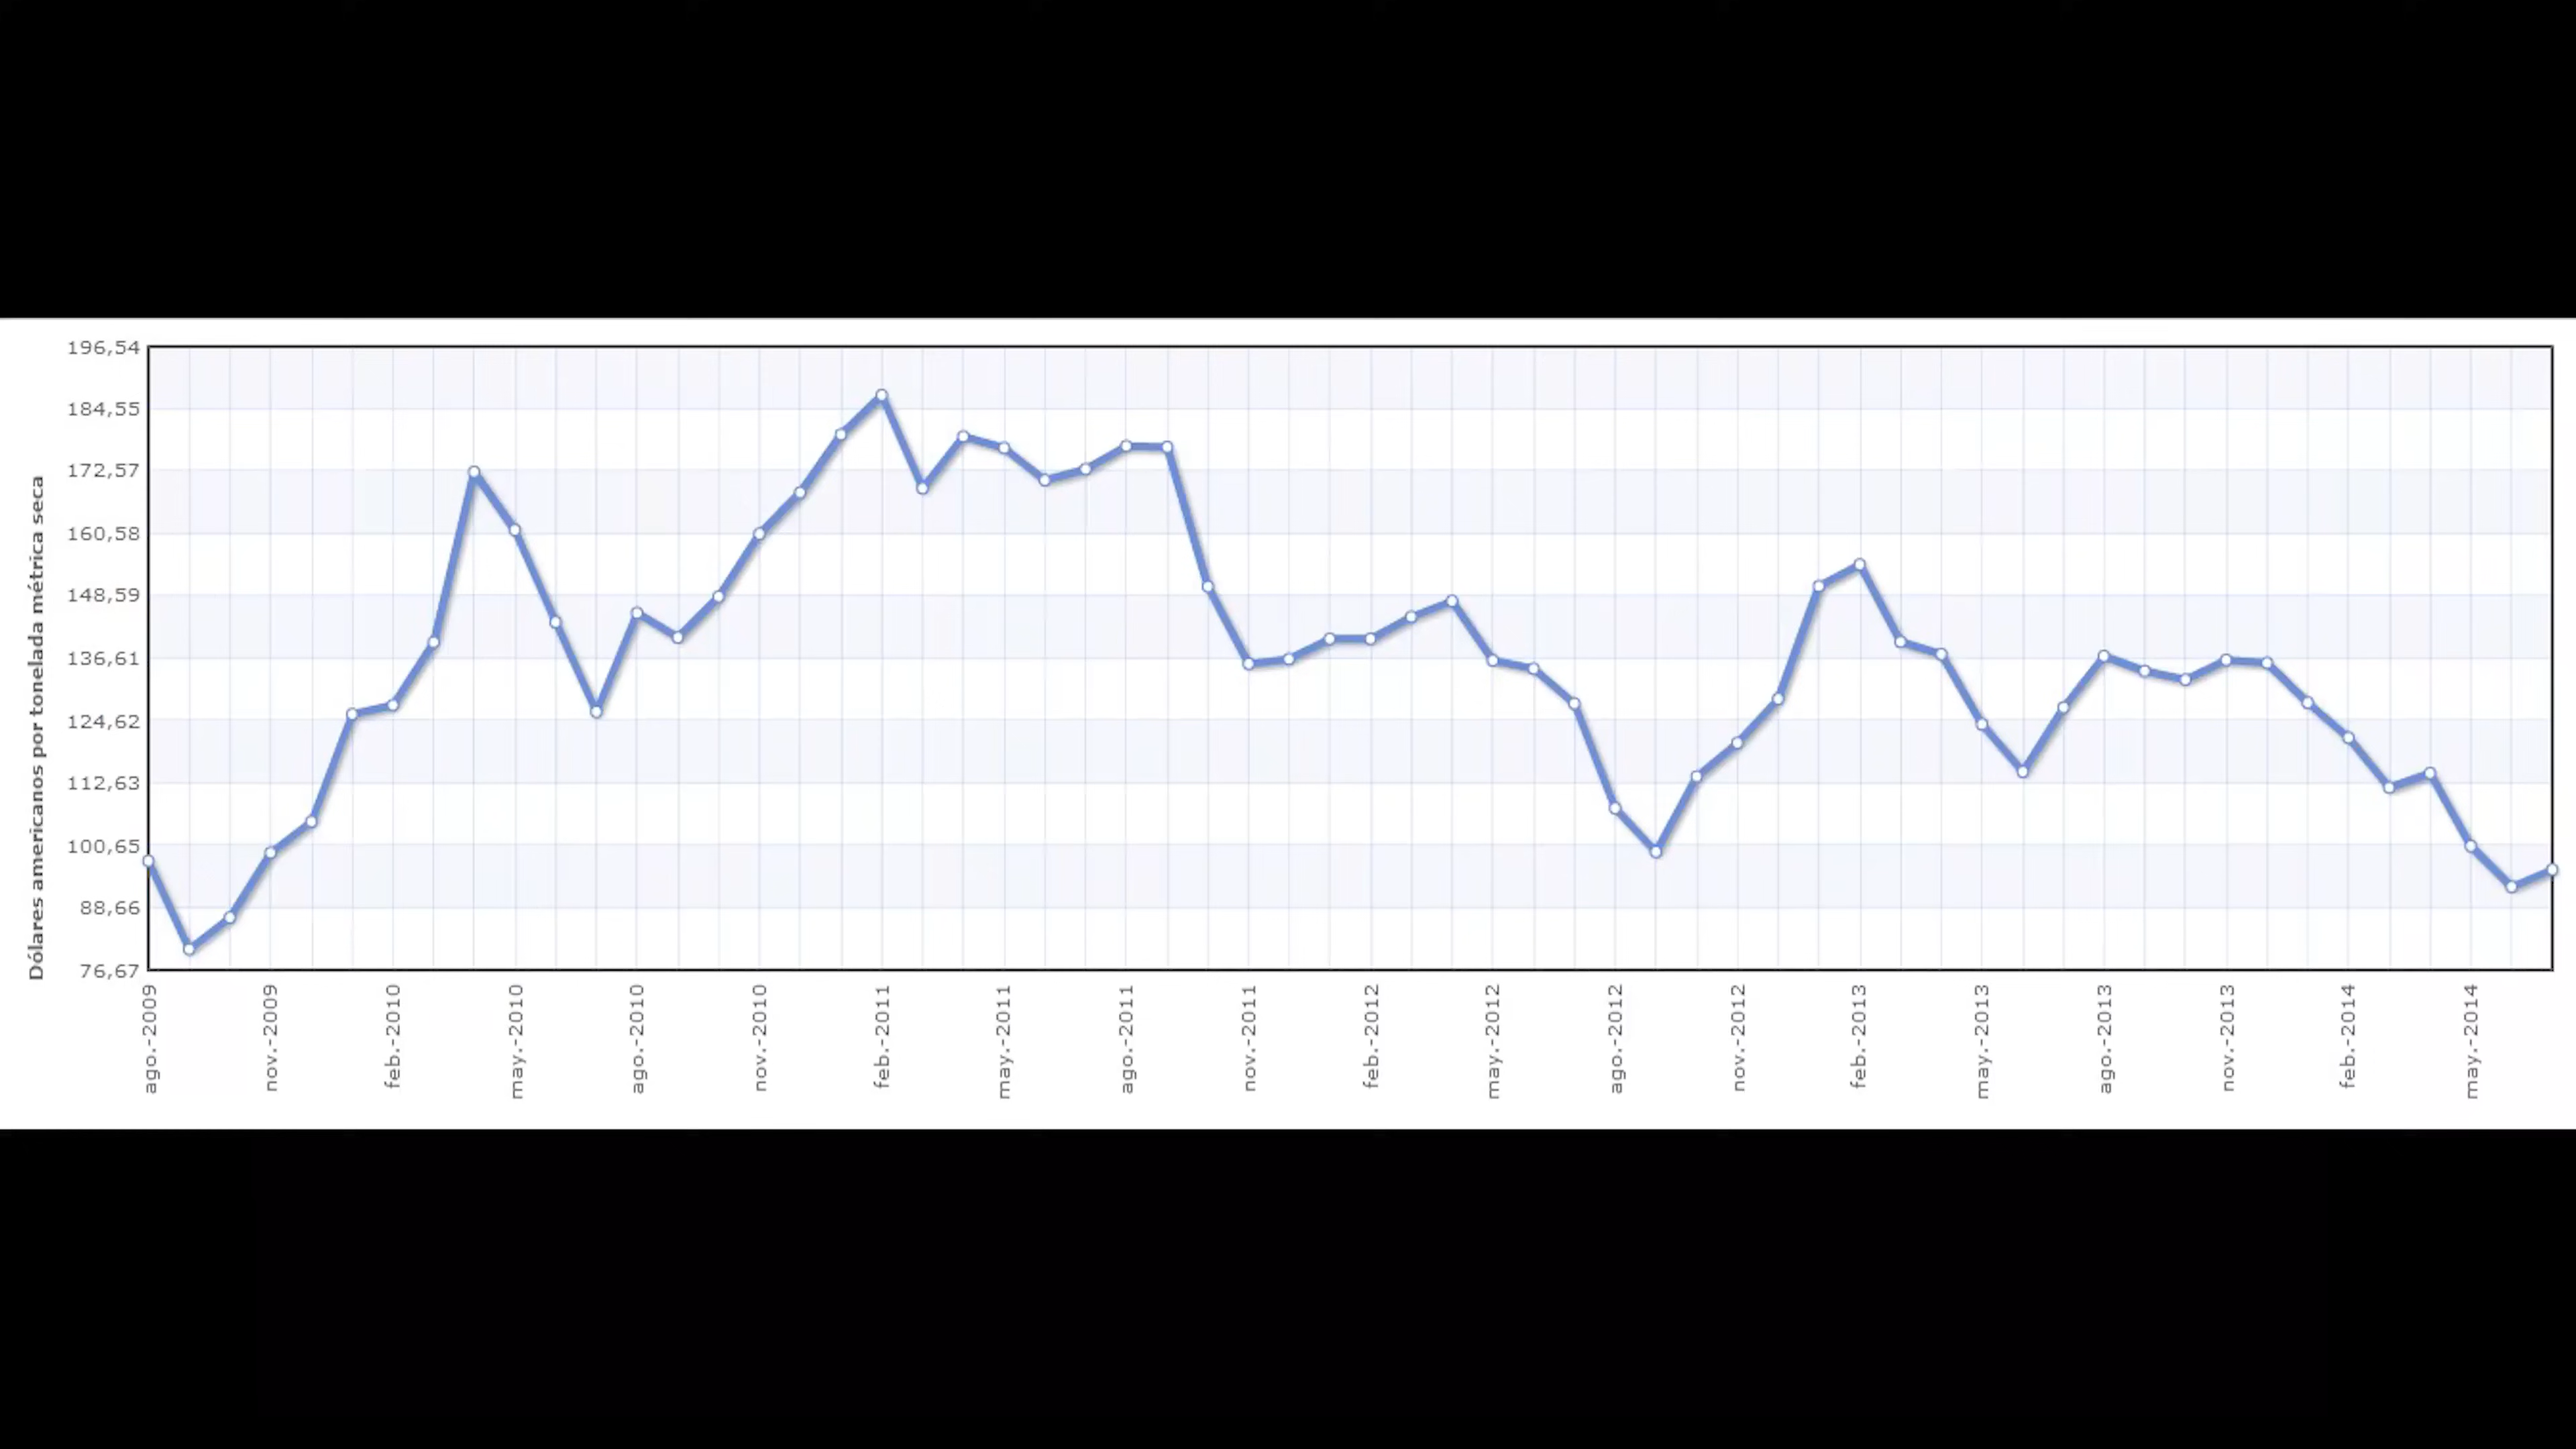 Dólares americanos por tonelada métrica seca
196,54
184,55
172,57
160,58
148,59
136,61
124,62
112,63
100,65
88,66
76,67
ago.-2009
nov.-2009
feb.-2010
may.-2010
ago.-2010
nov.-2010
feb.-2011
may.-2011
ago.-2011
nov.-2011
feb.-2012
may.-2012
ago.-2012
nov.-2012
feb.-2013
may.-2013
ago.-2013
nov.-2013
feb.-2014
may.-2014